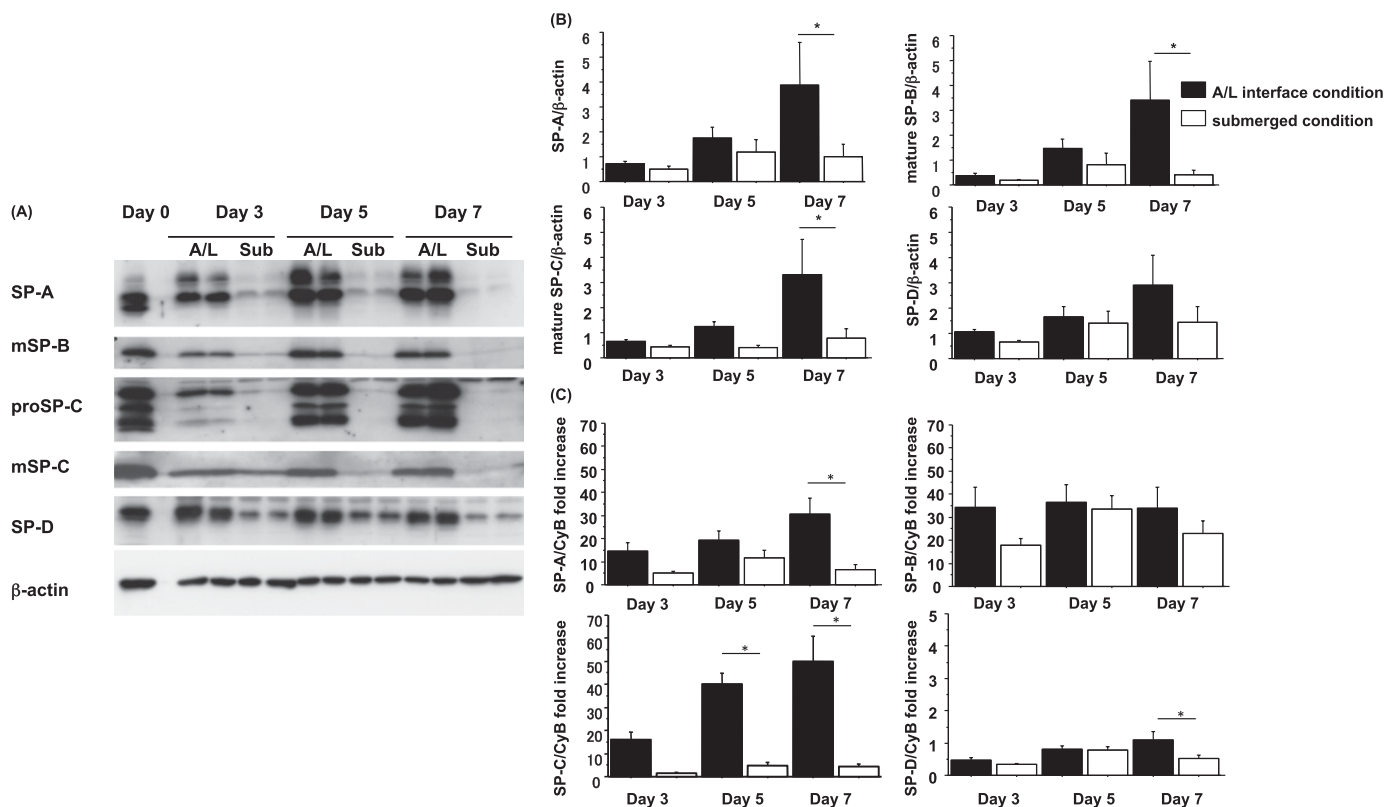 (A)
Day 0 Day 3 Day 5 Day 7
A/L Sub A/L Sub A/L Sub
SP-A
mSP-B
proSP-C
mSP-C
SP-D
β-actin
(B)
SP-A/β-actin
6
5
4
3
2
1
0
*
Day 3 Day 5 Day 7
mature SP-B/β-actin
6
5
4
3
2
1
0
*
Day 3 Day 5 Day 7
A/L interface condition
submerged condition
mature SP-C/β-actin
6
5
4
3
2
1
0
*
Day 3 Day 5 Day 7
SP-D/β-actin
6
5
4
3
2
1
0
Day 3 Day 5 Day 7
(C)
SP-A/CyB fold increase
70
60
50
40
30
20
10
0
*
Day 3 Day 5 Day 7
SP-B/CyB fold increase
70
60
50
40
30
20
10
0
Day 3 Day 5 Day 7
SP-C/CyB fold increase
70
60
50
40
30
20
10
0
* *
Day 3 Day 5 Day 7
SP-D/CyB fold increase
5
4
3
2
1
0
*
Day 3 Day 5 Day 7